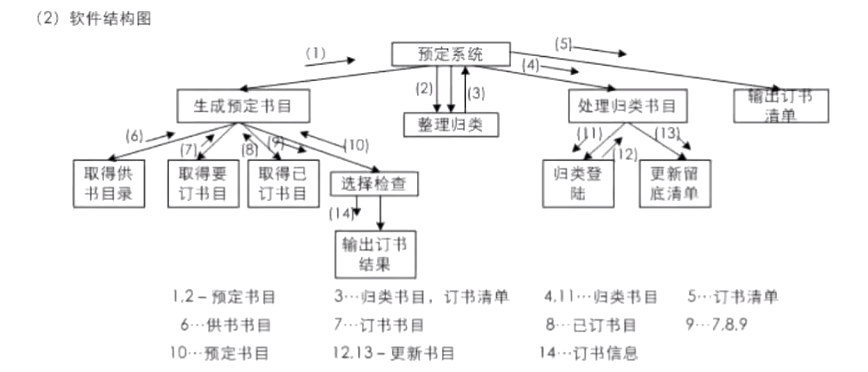 (2) 软件结构图
预定系统
(1)
(5)
(4)
(2)
(3)
生成预定书目
整理归类
处理归类书目
输出订书
清单
(6)
(7)
(8)
(9)
(10)
(11)
(12)
(13)
取得供
书目录
取得要
订书目
取得已
订书目
选择检查
归类登
陆
更新留
底清单
(14)
输出订书
结果
1.2–预定书目 3…归类书目，订书清单 4.11…归类书目 5…订书清单
6…供书书目 7…订书书目 8…已订书目 9…7.8.9
10…预定书目 12.13–更新书目 14…订书信息